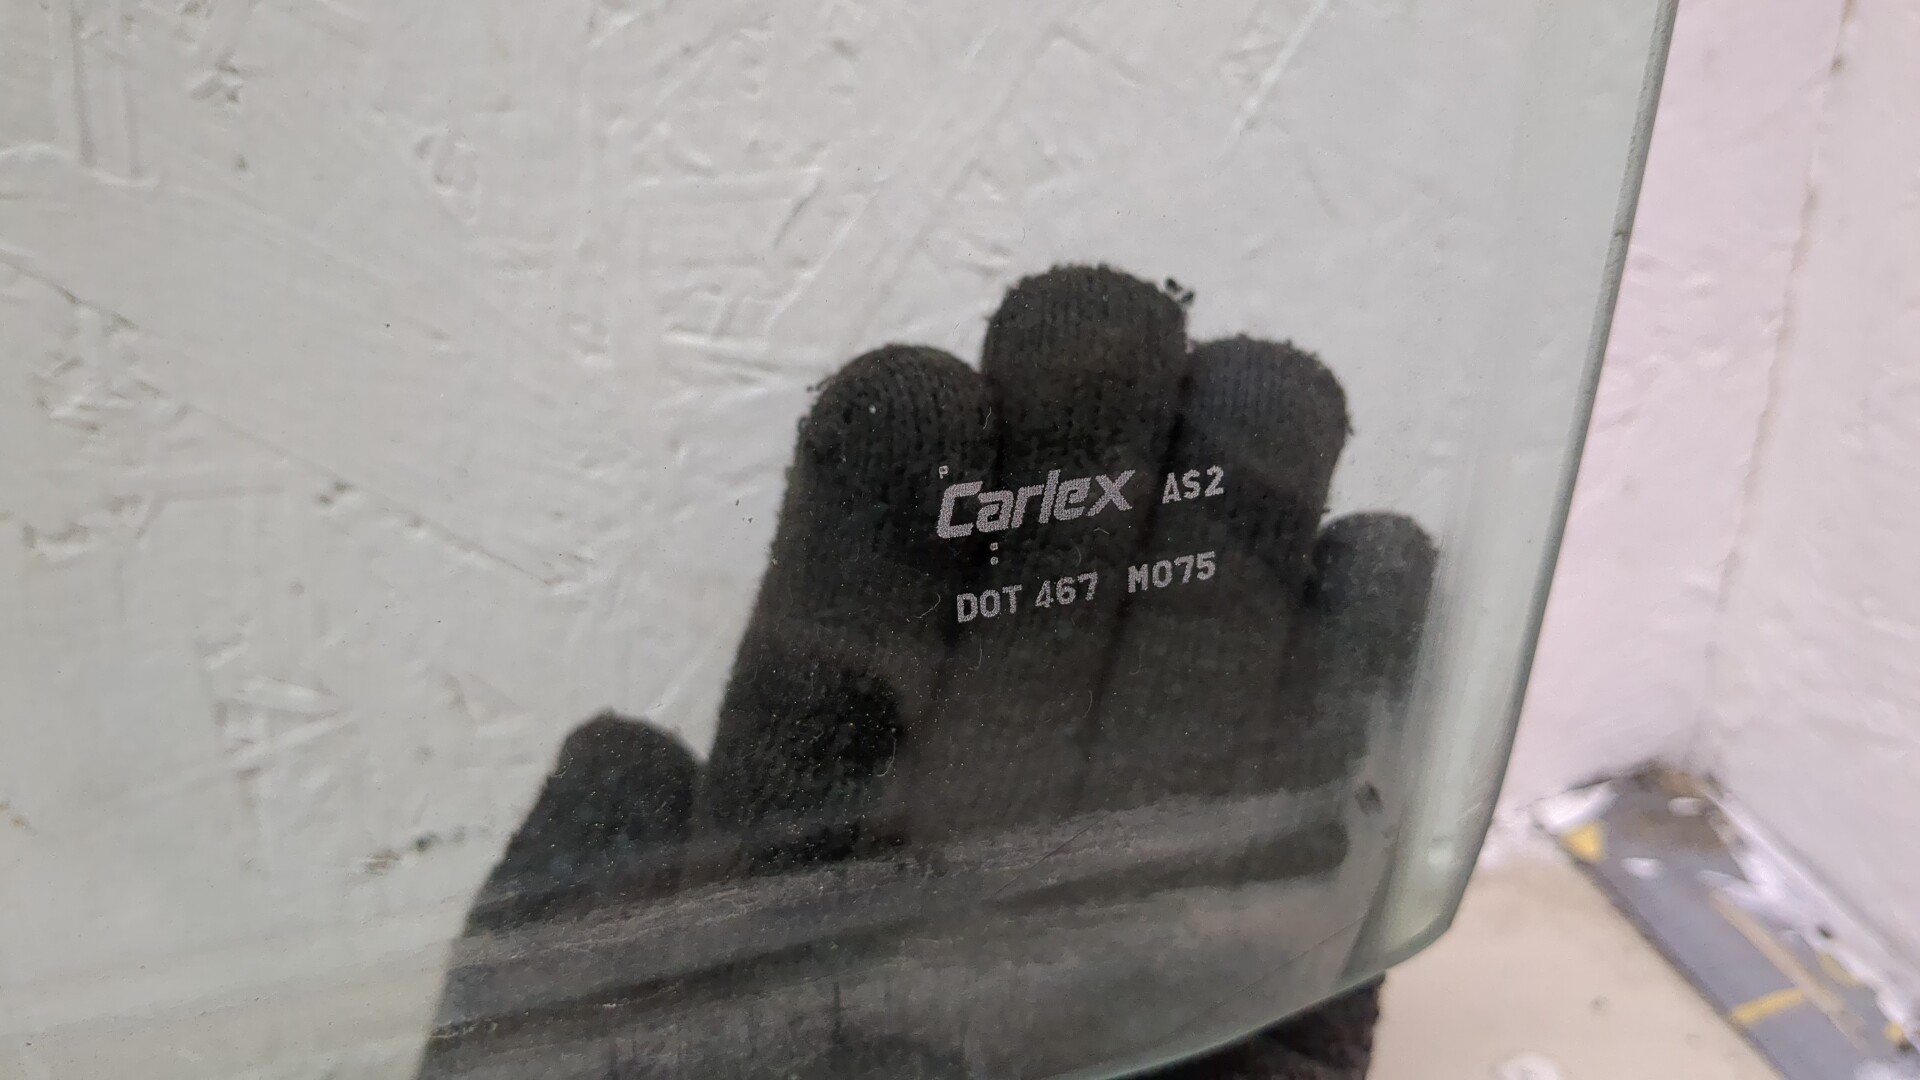 Carlex AS2
DOT 467 M075